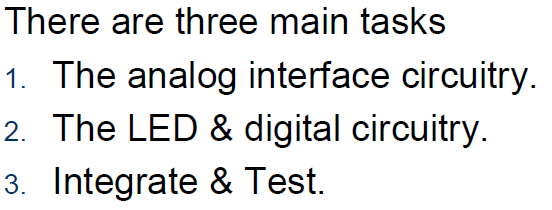 There are three main tasks
1. The analog interface circuitry.
2. The LED & digital circuitry.
3. Integrate & Test.